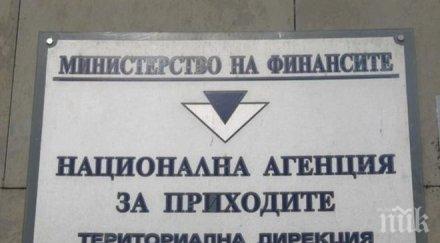 МИНИСТЕРСТВО НА ФИНАНСИТЕ
НАЦИОНАЛНА АГЕНЦИЯ
ЗА ПРИХОДИТЕ
ТЕРИТОРИАЛНА ДИРЕКЦИЯ